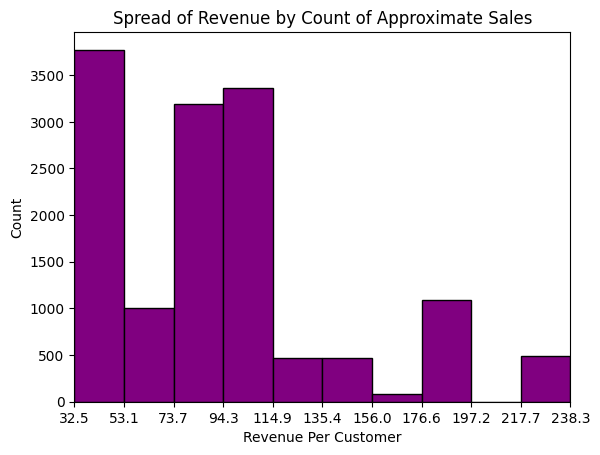 Spread of Revenue by Count of Approximate Sales
3500
3000
2500
2000
1500
1000
500
0
Count
32.5 53.1 73.7 94.3 114.9 135.4 156.0 176.6 197.2 217.7 238.3
Revenue Per Customer